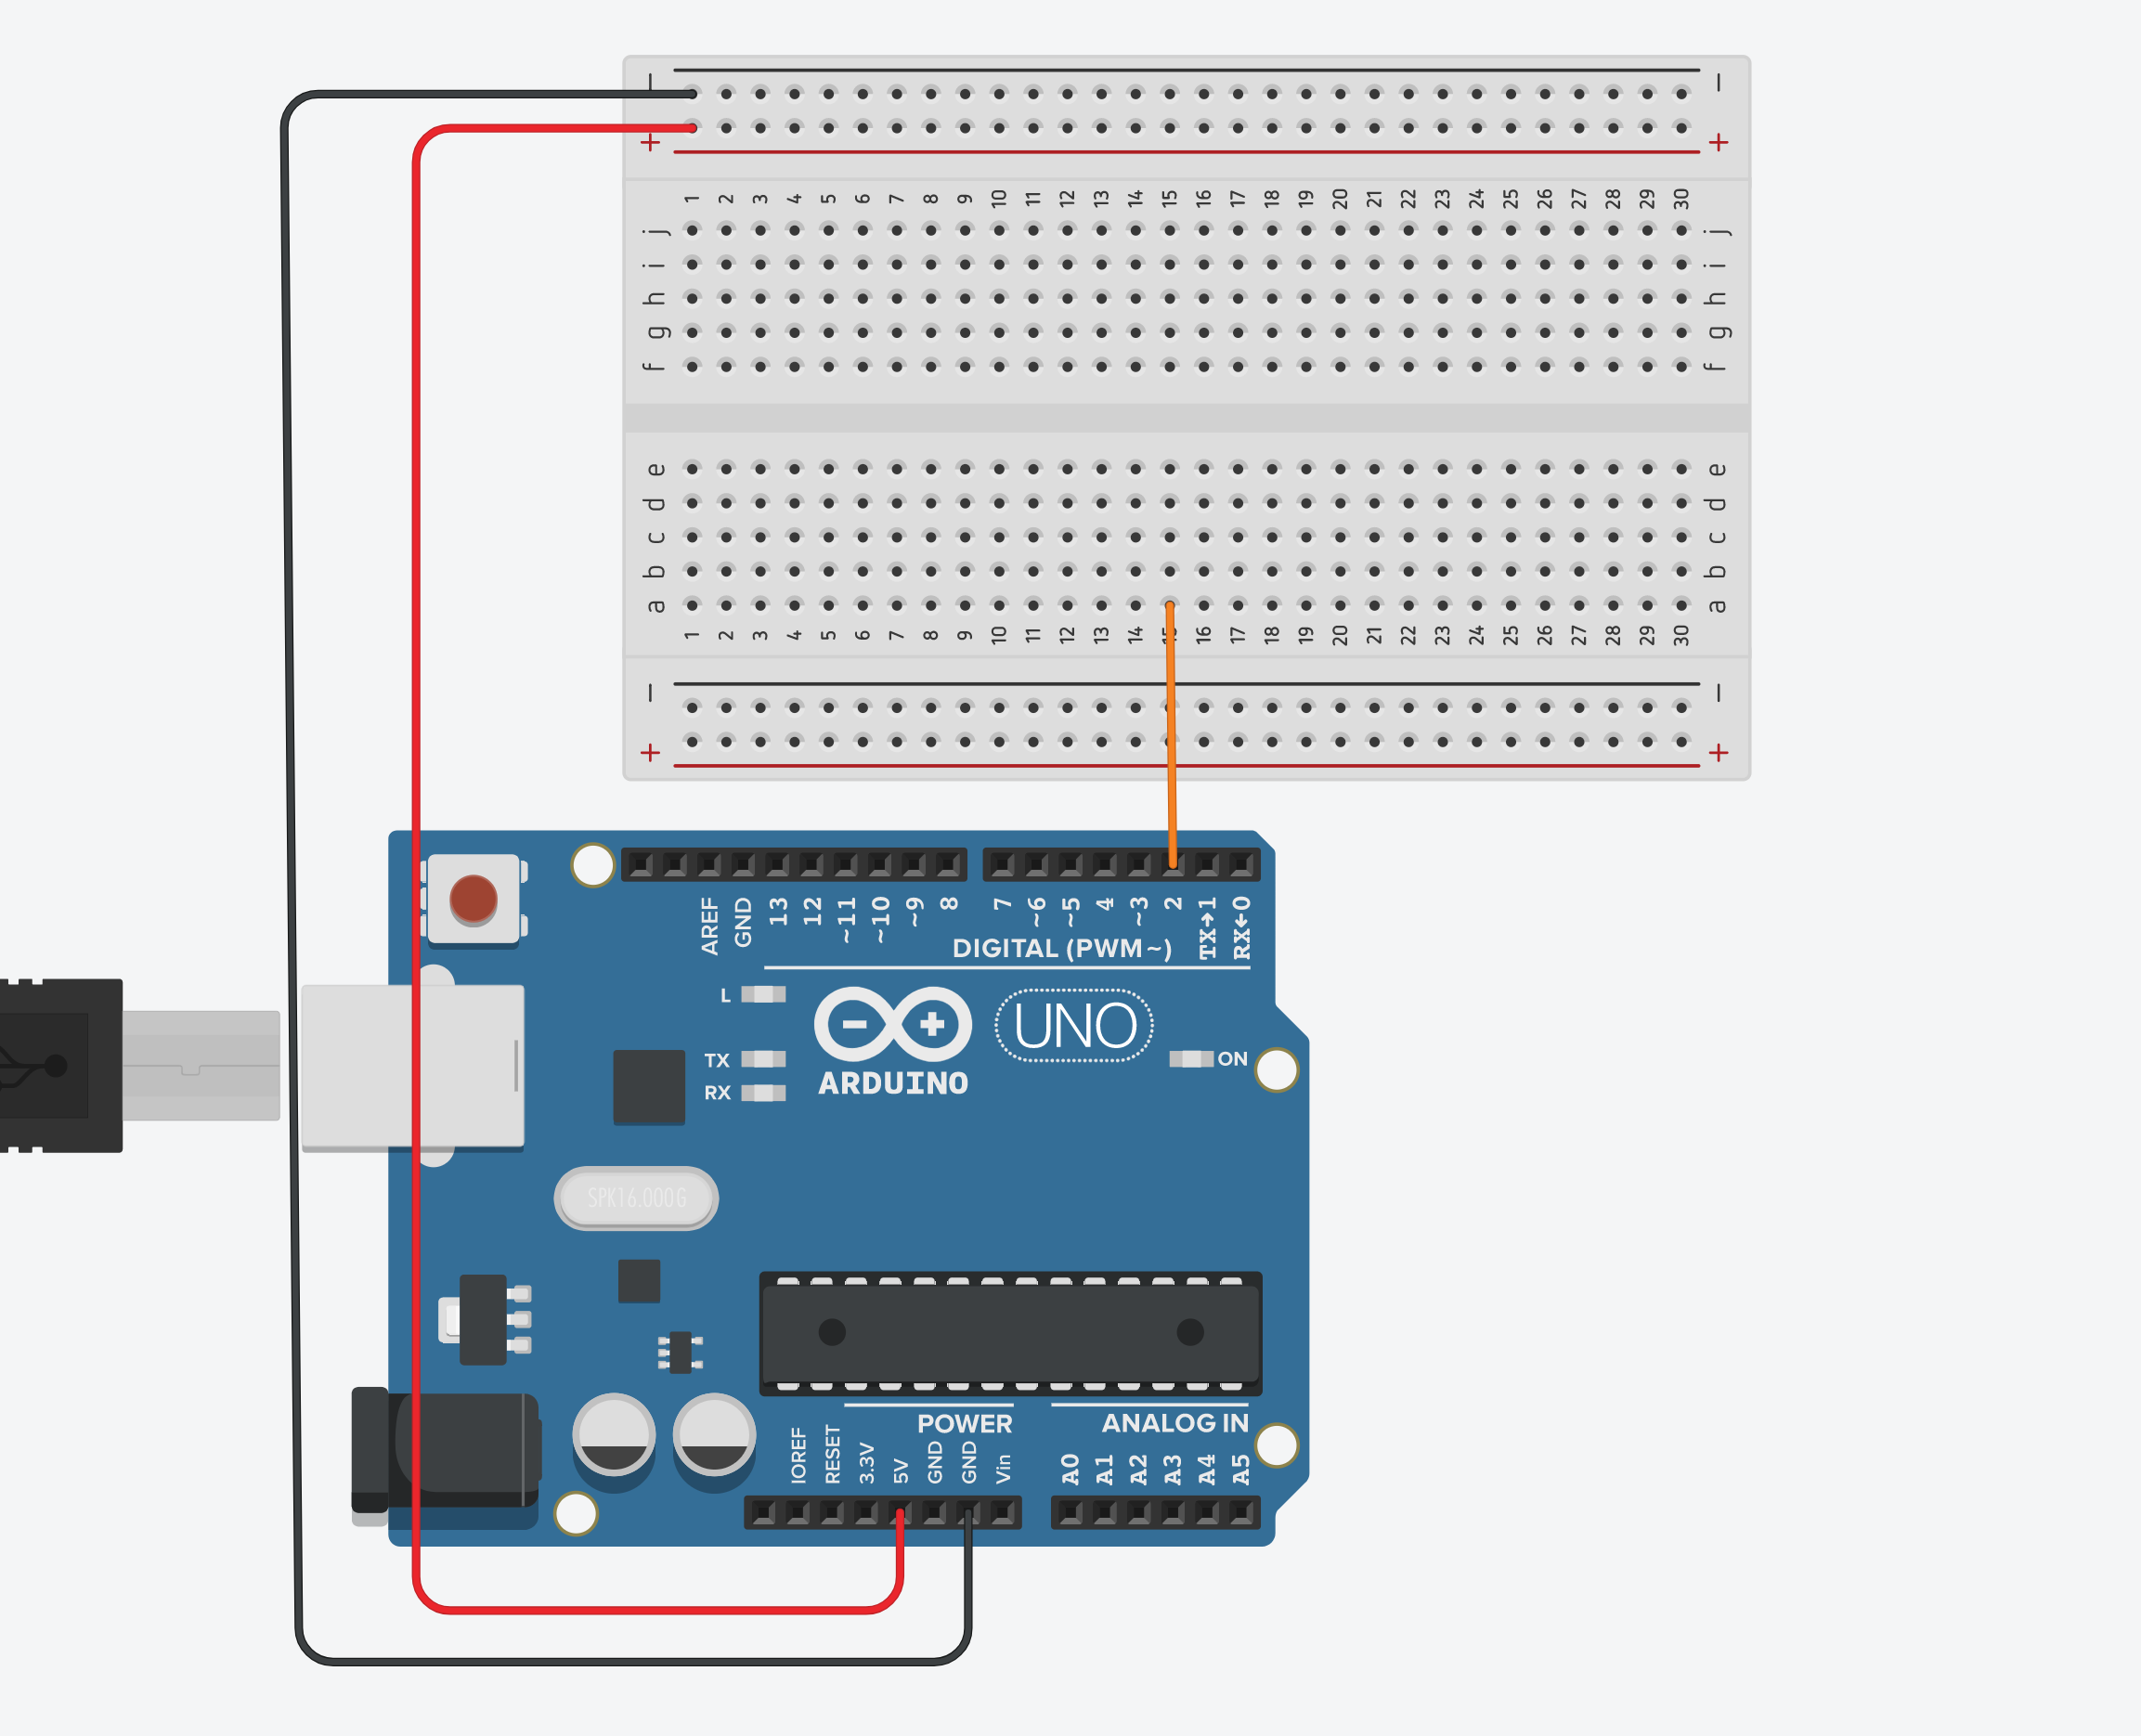 − −
+ +
1 2 3 4 5 6 7 8 9 10 11 12 13 14 15 16 17 18 19 20 21 22 23 24 25 26 27 28 29 30
j j
i i
h h
g g
f f
e e
d d
c c
b b
a a
1 2 3 4 5 6 7 8 9 10 11 12 13 14 15 16 17 18 19 20 21 22 23 24 25 26 27 28 29 30
− −
+ +
AREF GND 13 12 ~11 ~10 ~9 8 7 ~6 ~5 4 ~3 2 TX→1 RX←0
DIGITAL (PWM ~)
L
UNO
TX ON
RX ARDUINO
SPK16.000G
POWER ANALOG IN
IOREF RESET 3.3V 5V GND GND Vin A0 A1 A2 A3 A4 A5